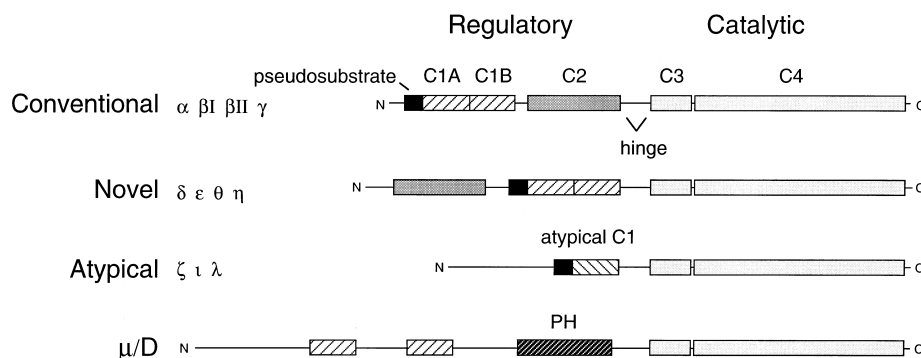 Regulatory Catalytic
pseudosubstrate C1A C1B C2 C3 C4
Conventional α βI βII γ N C
hinge
Novel δ ε θ η N C
atypical C1
Atypical ζ ι λ N C
PH
μ/D N C